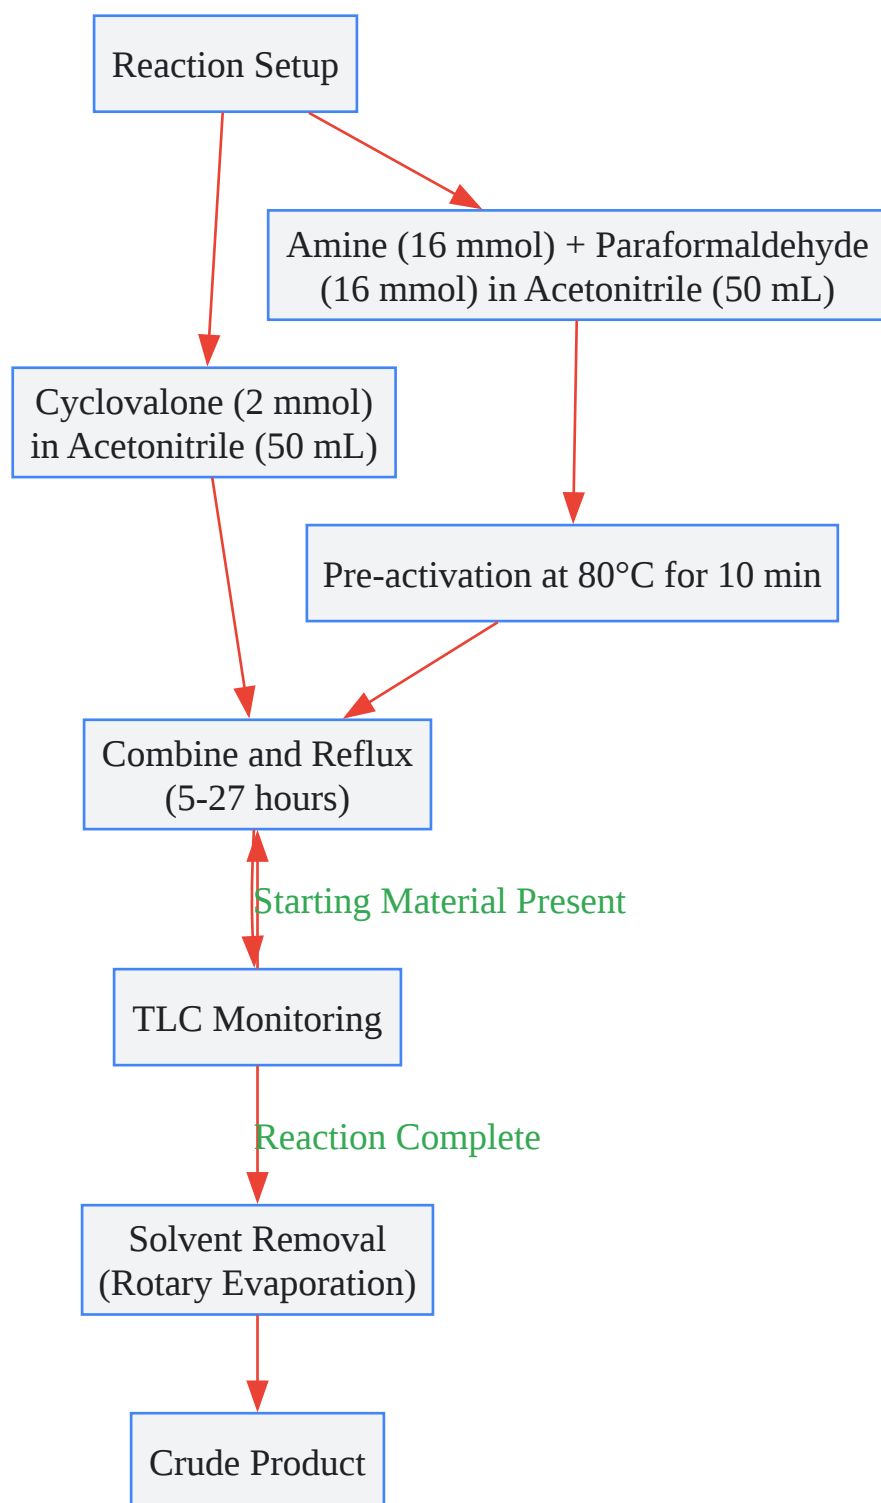 Reaction Setup
Amine (16 mmol) + Paraformaldehyde
(16 mmol) in Acetonitrile (50 mL)
Cyclovalone (2 mmol)
in Acetonitrile (50 mL)
Pre-activation at 80°C for 10 min
Combine and Reflux
(5-27 hours)
Starting Material Present
TLC Monitoring
Reaction Complete
Solvent Removal
(Rotary Evaporation)
Crude Product